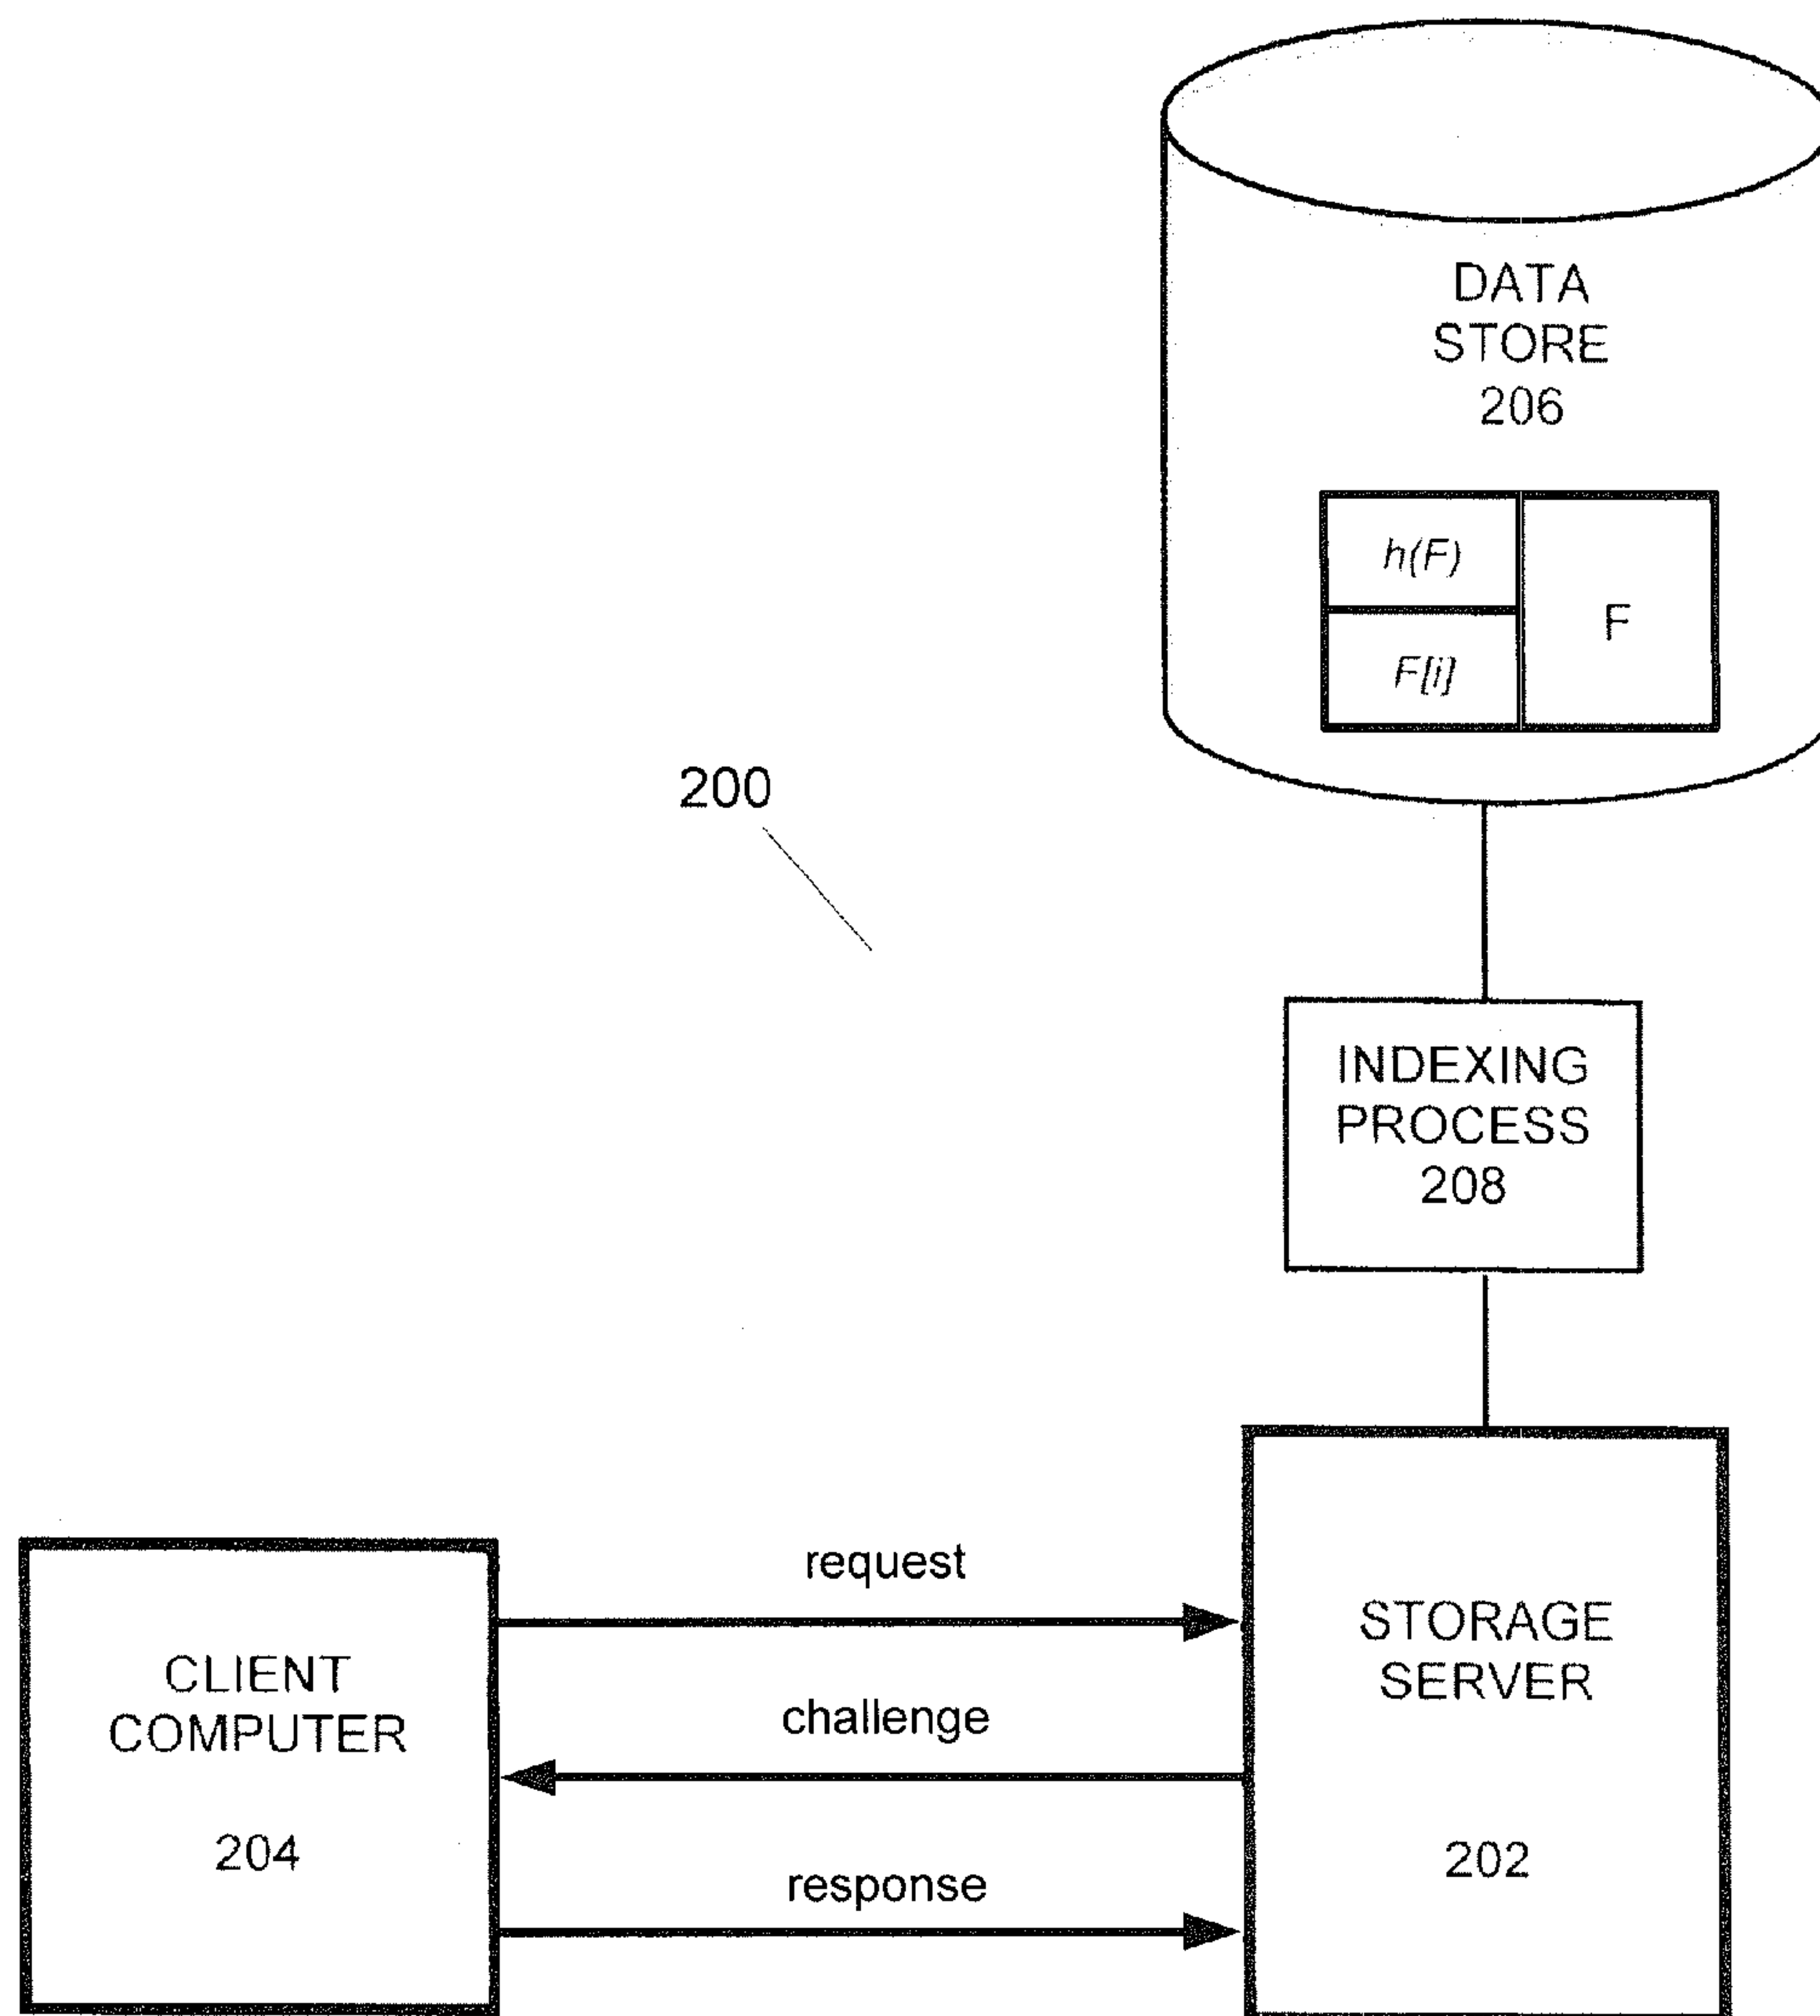 DATA
STORE
206
h(F)
F[i]
F
200
INDEXING
PROCESS
208
request
CLIENT
COMPUTER
204
challenge
response
STORAGE
SERVER
202